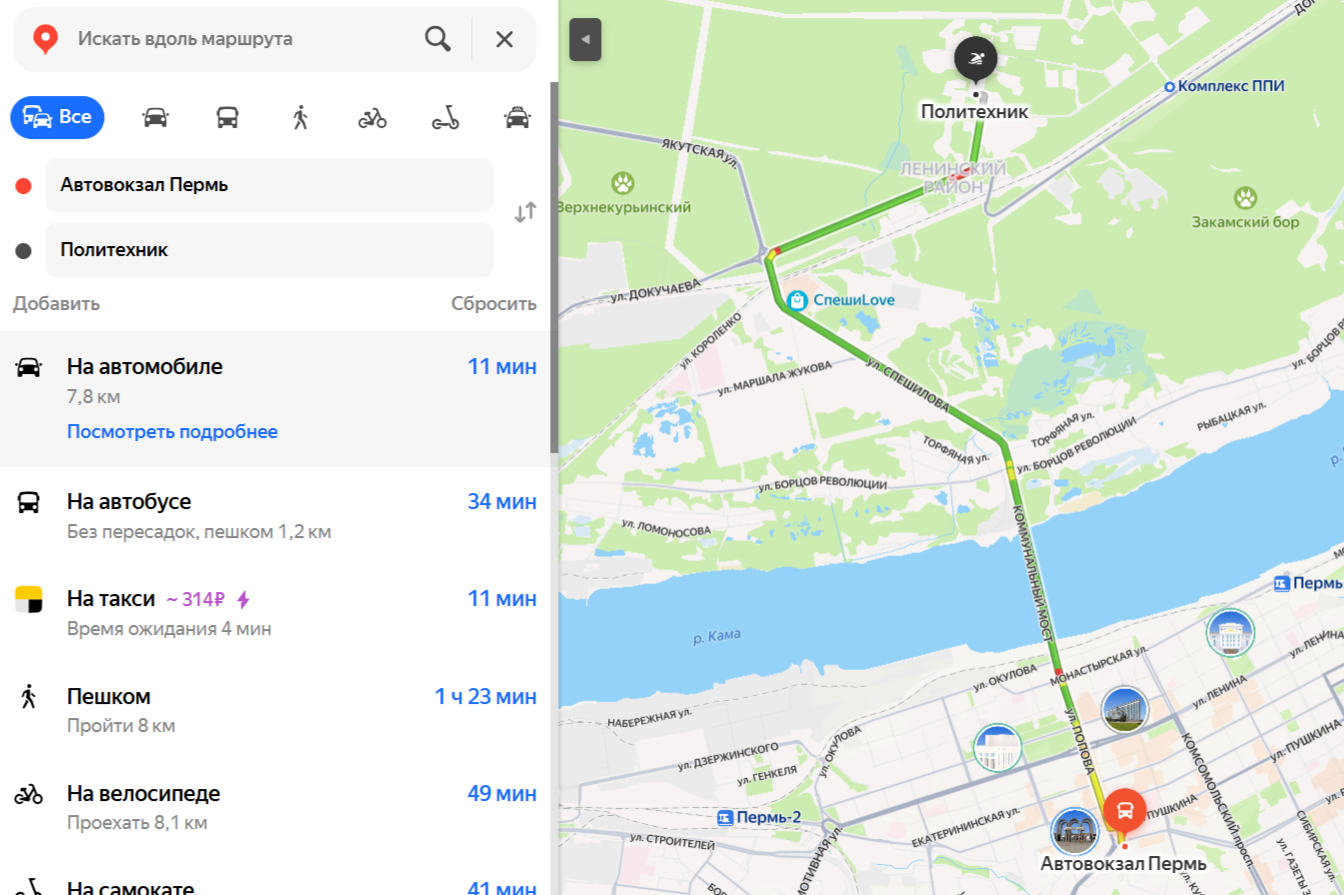 Искать вдоль маршрута
Все
Автовокзал Пермь
Политехник
Добавить
Сбросить
На автомобиле
11 мин
7,8 км
Посмотреть подробнее
На автобусе
34 мин
Без пересадок, пешком 1,2 км
На такси ~ 314₽
11 мин
Время ожидания 4 мин
Пешком
1 ч 23 мин
Пройти 8 км
На велосипеде
49 мин
Проехать 8,1 км
На самокате
41 мин
Комплекс ППИ
Политехник
ЯКУТСКАЯ ул.
ЛЕНИНСКИЙ
РАЙОН
Верхнекурьинский
Закамский бор
ул. ДОКУЧАЕВА
СпешиLove
ул. КОРОЛЕНКО
ул. БОРЦОВ РЕ
ул. МАРШАЛА ЖУКОВА
ул. СПЕШИЛОВА
РЫБАЦКАЯ ул.
ТОРФЯНАЯ ул.
ТОРФЯНАЯ ул.
ул. БОРЦОВ РЕВОЛЮЦИИ
ул. БОРЦОВ РЕВОЛЮЦИИ
ул. ЛОМОНОСОВА
КОММУНАЛЬНЫЙ МОСТ
Пермь
р. Кама
ул. ЛЕНИНА
МОНАСТЫРСКАЯ ул.
ул. ОКУЛОВА
ул. ЛЕНИНА
НАБЕРЕЖНАЯ ул.
ул. ПОПОВА
ул. ОКУЛОВА
КОМСОМОЛЬСКИЙ просп.
ул. ПУШКИНА
ул. ДЗЕРЖИНСКОГО
ул. ГЕНКЕЛЯ
ПУШКИНА
Пермь-2
ЕКАТЕРИНИНСКАЯ ул.
СИБИРСКАЯ ул.
ул. СТРОИТЕЛЕЙ
МОТИВНАЯ ул.
Автовокзал Пермь
ул. ГАЗЕТЫ З